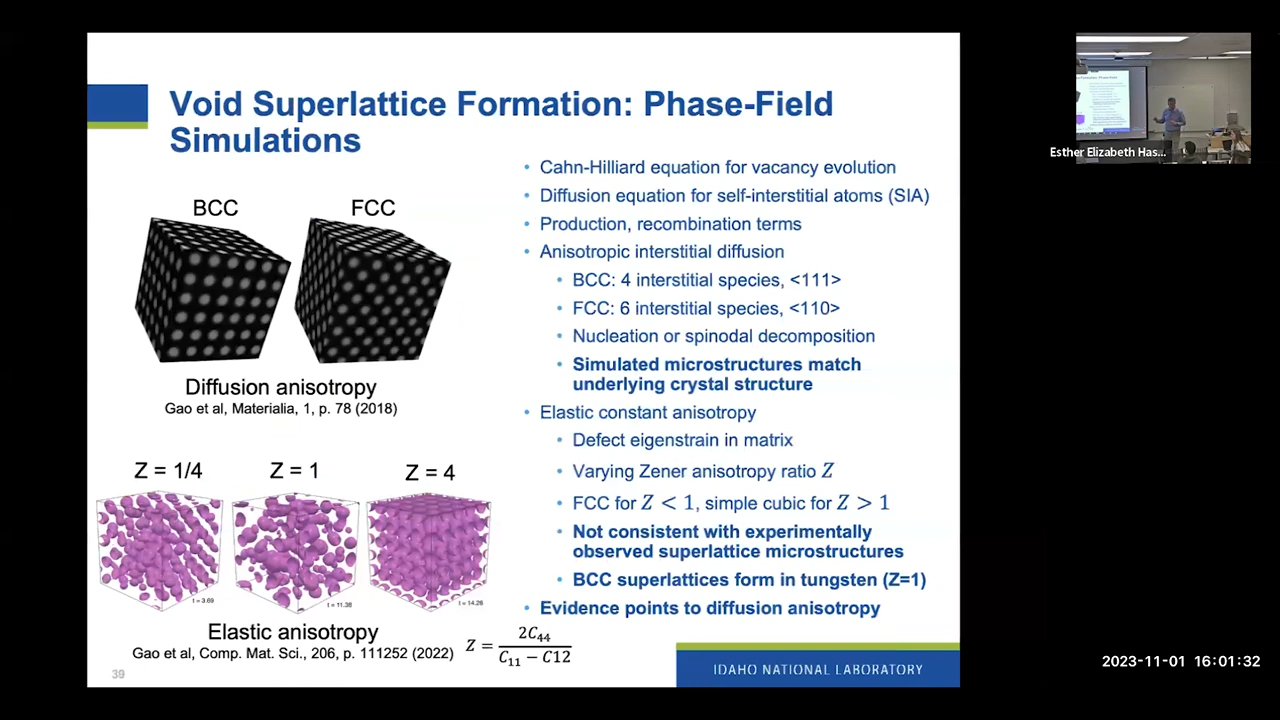 Void Superlattice Formation: Phase-Field
Simulations
BCC
FCC
Diffusion anisotropy
Gao et al, Materialia, 1, p. 78 (2018)
Z = 1/4
Z = 1
Z = 4
t = 3.69
t = 11.38
t = 14.28
Elastic anisotropy
Gao et al, Comp. Mat. Sci., 206, p. 111252 (2022)
Z = 2C44 / C11 − C12
• Cahn-Hilliard equation for vacancy evolution
• Diffusion equation for self-interstitial atoms (SIA)
• Production, recombination terms
• Anisotropic interstitial diffusion
• BCC: 4 interstitial species, <111>
• FCC: 6 interstitial species, <110>
• Nucleation or spinodal decomposition
• Simulated microstructures match
underlying crystal structure
• Elastic constant anisotropy
• Defect eigenstrain in matrix
• Varying Zener anisotropy ratio Z
• FCC for Z < 1, simple cubic for Z > 1
• Not consistent with experimentally
observed superlattice microstructures
• BCC superlattices form in tungsten (Z=1)
• Evidence points to diffusion anisotropy
39
IDAHO NATIONAL LABORATORY
Esther Elizabeth Has...
2023-11-01 16:01:32